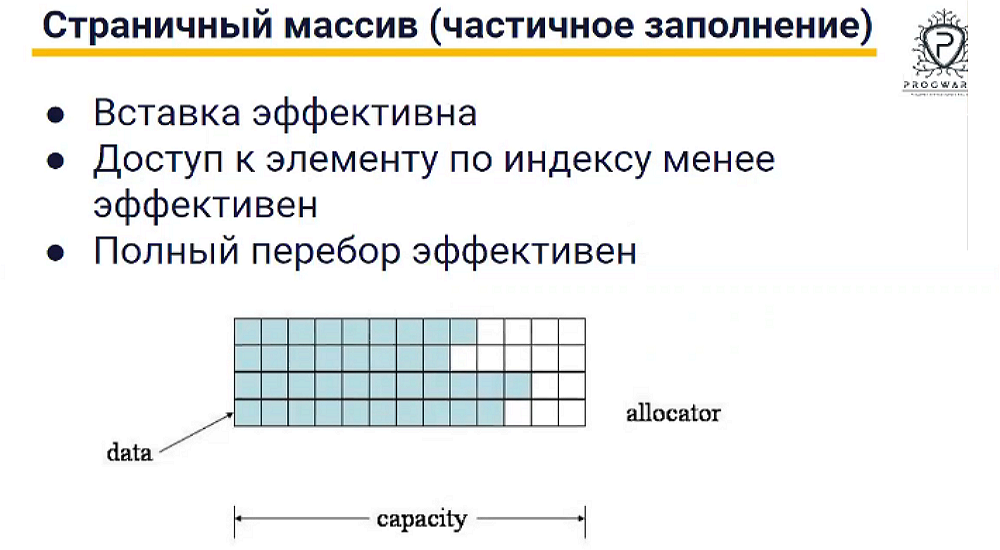 Страничный массив (частичное заполнение)
PROGWAR
● Вставка эффективна
● Доступ к элементу по индексу менее
эффективен
● Полный перебор эффективен
allocator
data
capacity